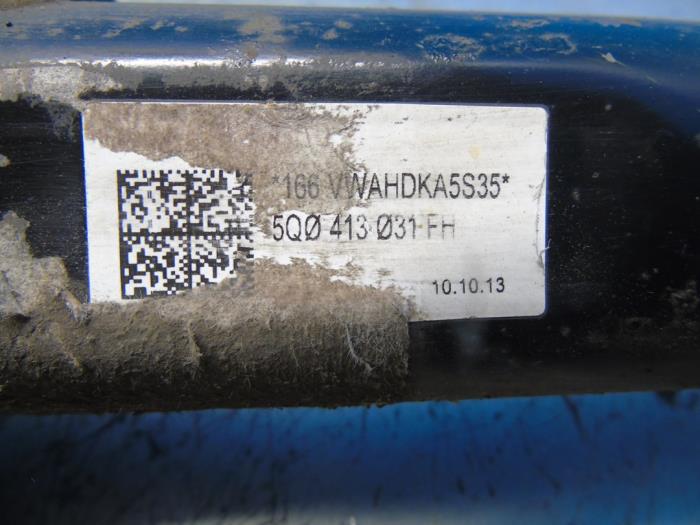 *166 VWAHDKA5S35*
5QØ 413 Ø31 FH
10.10.13